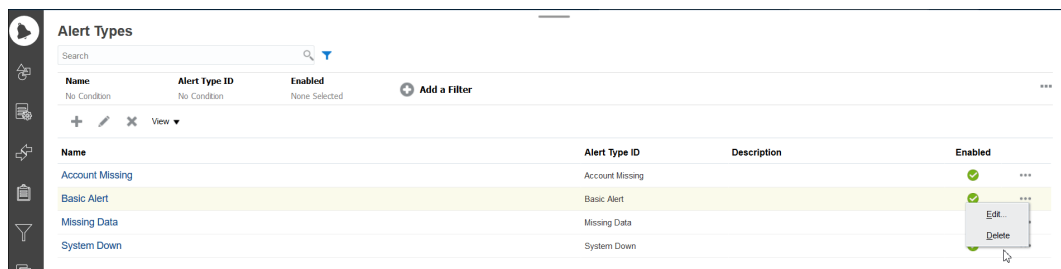 Alert Types
Search
Name Alert Type ID Enabled
No Condition No Condition None Selected
Add a Filter
View
Name Alert Type ID Description Enabled
Account Missing Account Missing
Basic Alert Basic Alert
Edit...
Missing Data Missing Data
Delete
System Down System Down